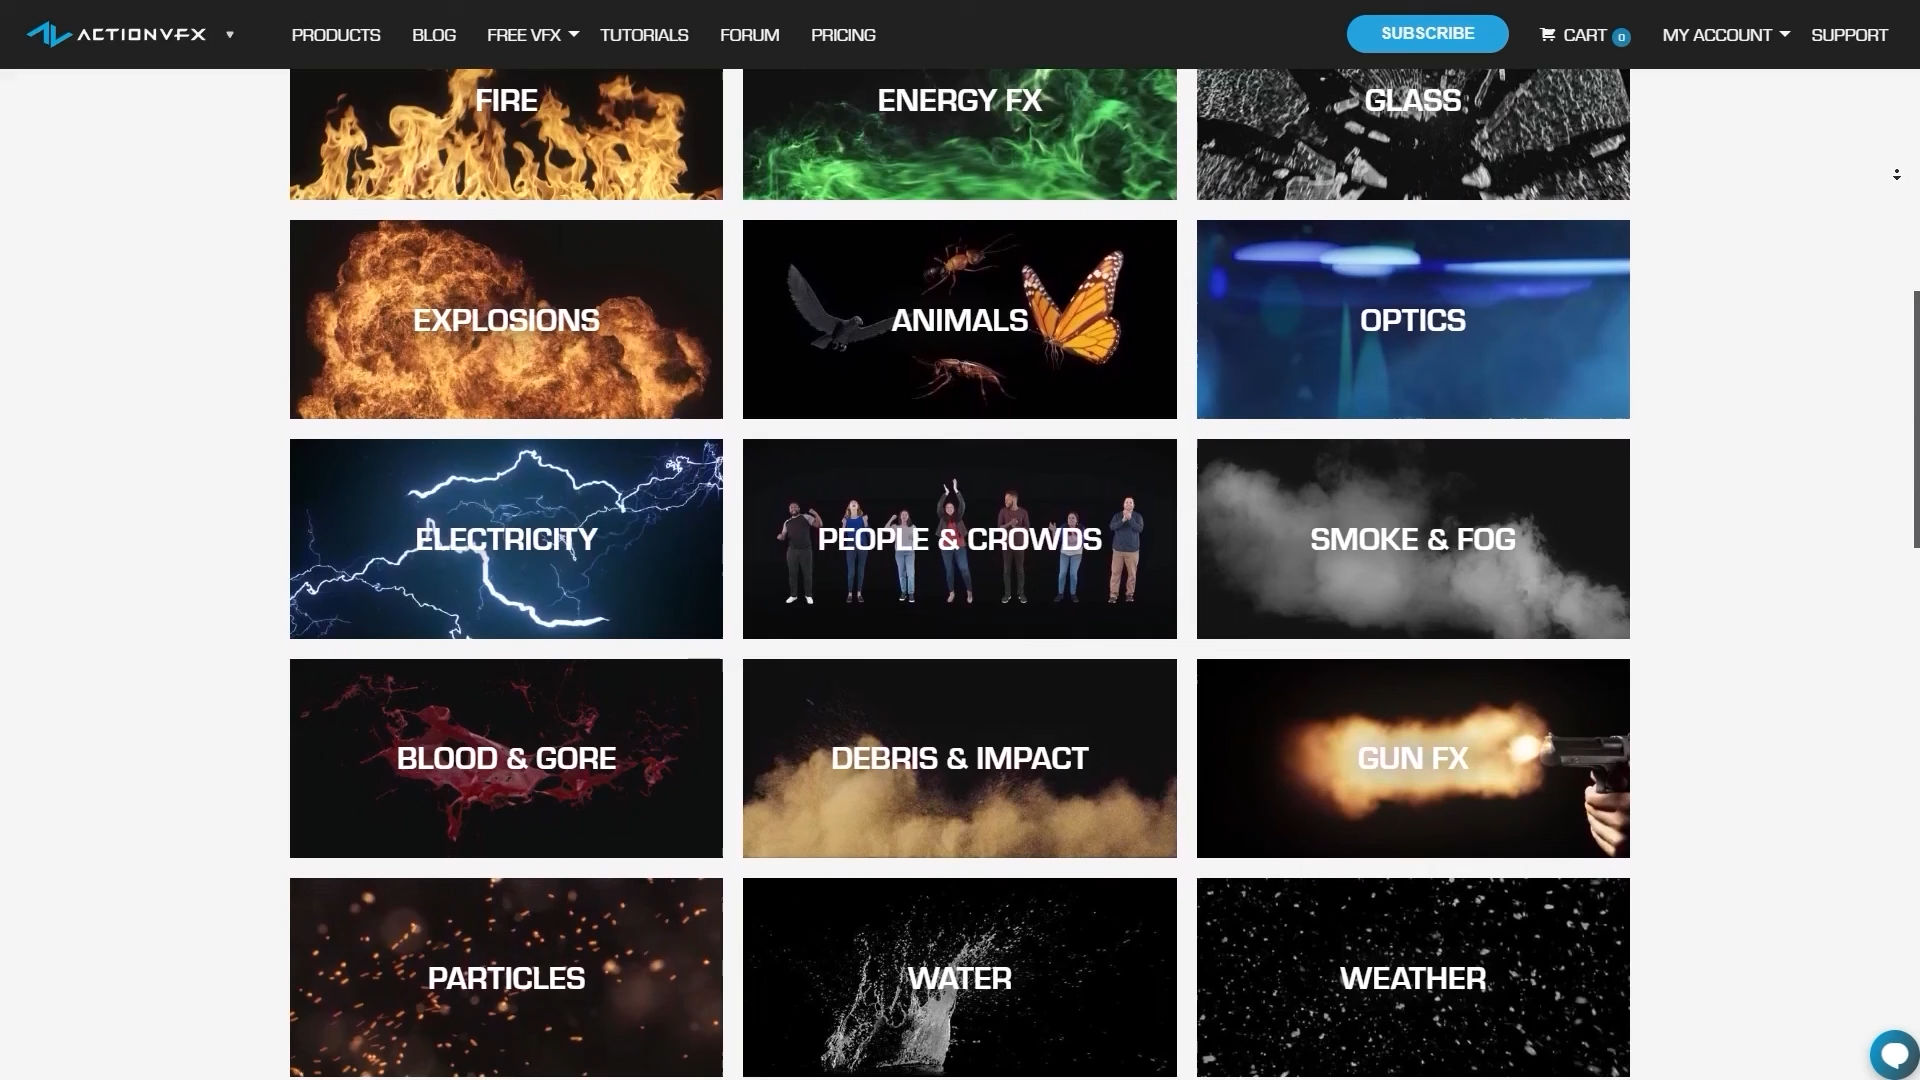 ACTIONVFX
PRODUCTS
BLOG
FREE VFX
TUTORIALS
FORUM
PRICING
SUBSCRIBE
CART 0
MY ACCOUNT
SUPPORT
FIRE
ENERGY FX
GLASS
EXPLOSIONS
ANIMALS
OPTICS
ELECTRICITY
PEOPLE & CROWDS
SMOKE & FOG
BLOOD & GORE
DEBRIS & IMPACT
GUN FX
PARTICLES
WATER
WEATHER